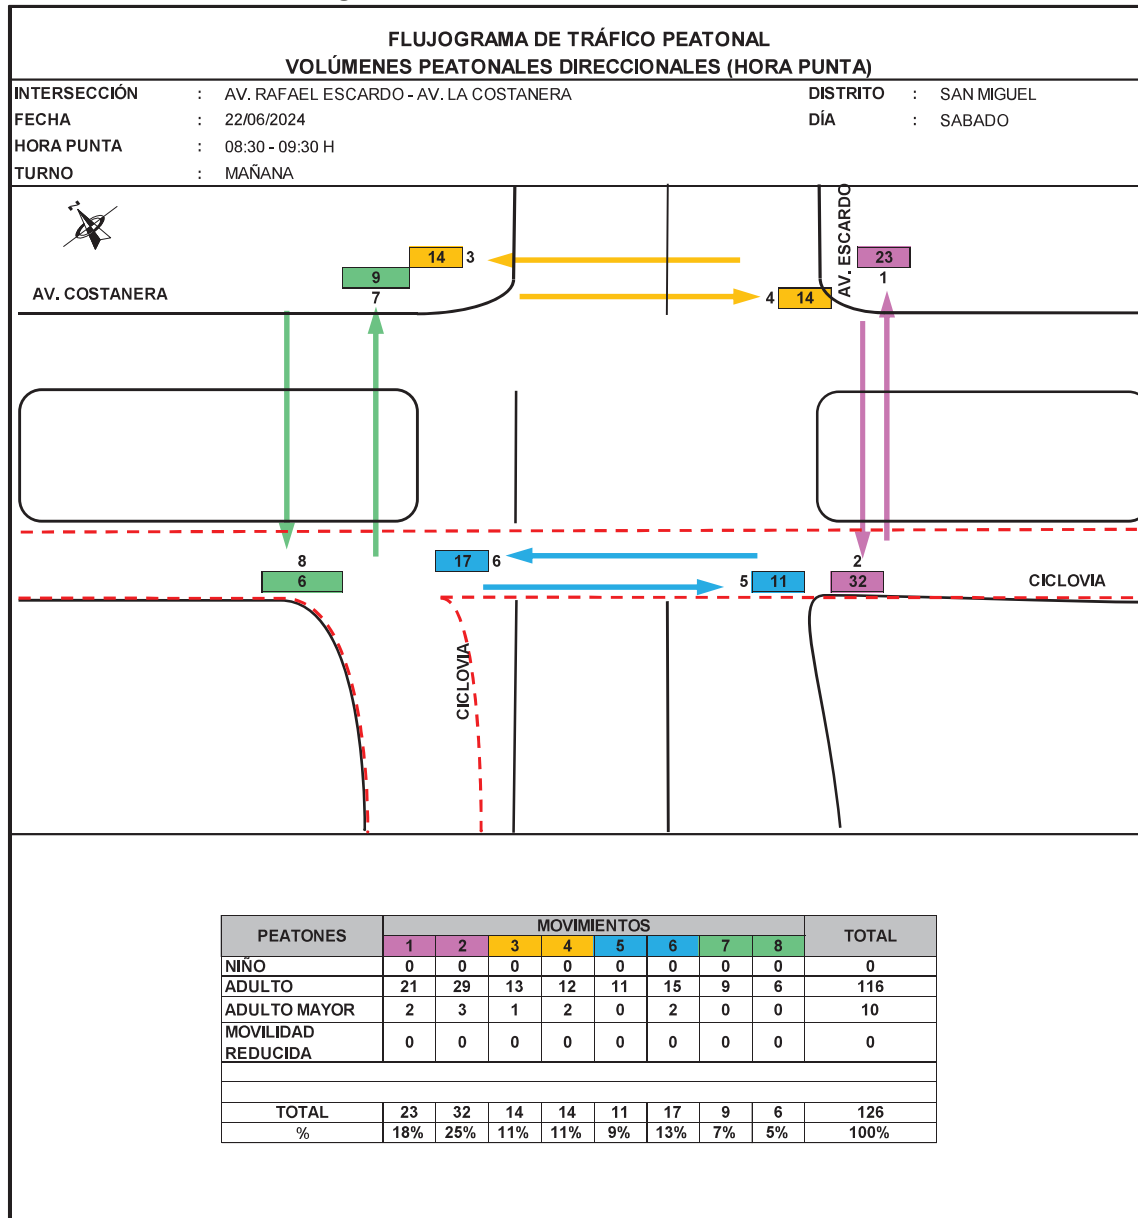 FLUJOGRAMA DE TRÁFICO PEATONAL
VOLÚMENES PEATONALES DIRECCIONALES (HORA PUNTA)
INTERSECCIÓN : AV. RAFAEL ESCARDO - AV. LA COSTANERA DISTRITO : SAN MIGUEL
FECHA : 22/06/2024 DÍA : SABADO
HORA PUNTA : 08:30 - 09:30 H
TURNO : MAÑANA
AV. ESCARDO
14 3
23
9
1
AV. COSTANERA
7
4 14
8
17 6
2
6
5 11
32
CICLOVIA
CICLOVIA
PEATONES MOVIMIENTOS TOTAL
1 2 3 4 5 6 7 8
NIÑO 0 0 0 0 0 0 0 0 0
ADULTO 21 29 13 12 11 15 9 6 116
ADULTO MAYOR 2 3 1 2 0 2 0 0 10
MOVILIDAD
REDUCIDA 0 0 0 0 0 0 0 0 0
TOTAL 23 32 14 14 11 17 9 6 126
% 18% 25% 11% 11% 9% 13% 7% 5% 100%